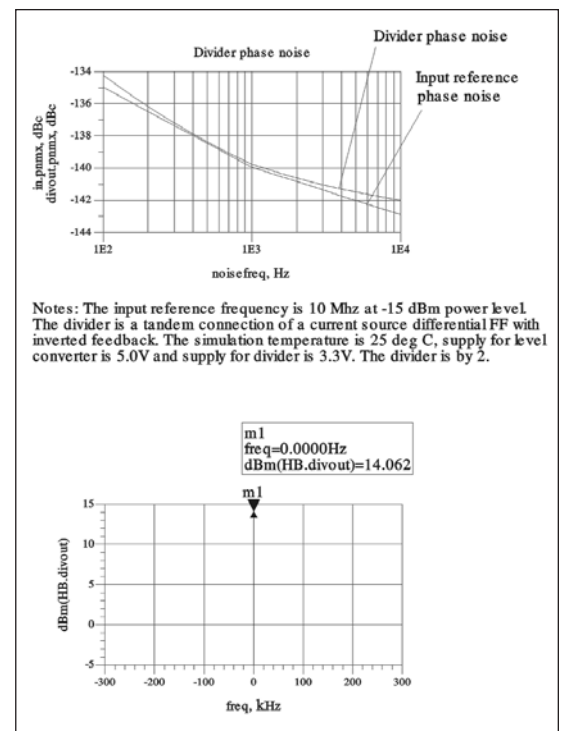 Divider phase noise
Divider phase noise
Input reference
phase noise
in.pnmx, dBc
divout.pnmx, dBc
-134
-136
-138
-140
-142
-144
1E2
1E3
1E4
noisefreq, Hz
Notes: The input reference frequency is 10 Mhz at -15 dBm power level.
The divider is a tandem connection of a current source differential FF with
inverted feedback. The simulation temperature is 25 deg C, supply for level
converter is 5.0V and supply for divider is 3.3V. The divider is by 2.
m1
freq=0.0000Hz
dBm(HB.divout)=14.062
m1
dBm(HB.divout)
15
10
5
0
-5
-300
-200
-100
0
100
200
300
freq, kHz